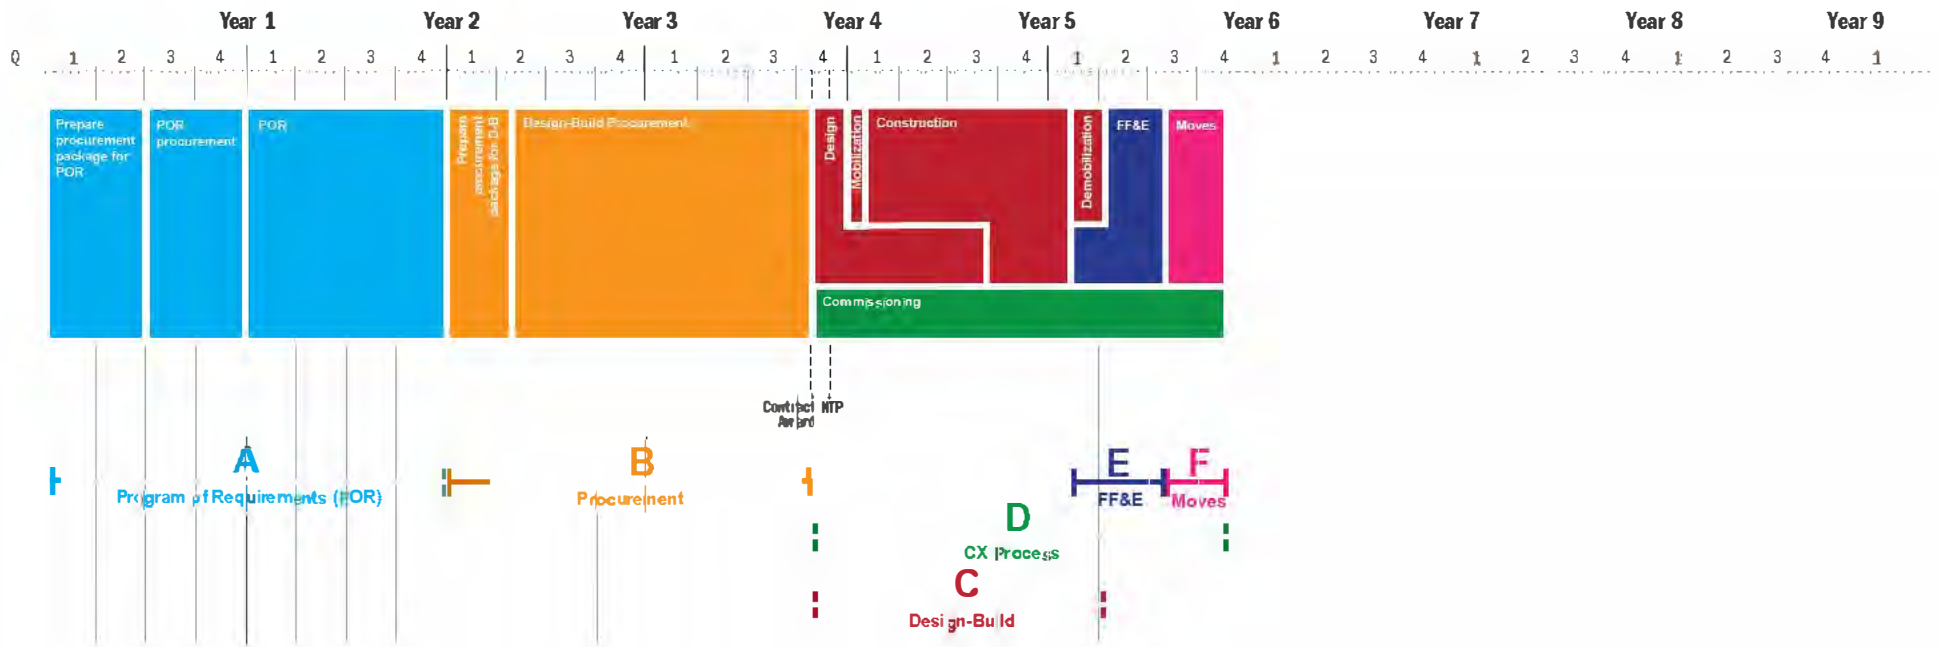 Year 1 Year 2 Year 3 Year 4 Year 5 Year 6 Year 7 Year 8 Year 9
Q 1 2 3 4 1 2 3 4 1 2 3 4 1 2 3 4 1 2 3 4 1 2 3 4 1 2 3 4 1 2 3 4 1 2 3 4 1
Prepare
procurement
package for
POR
POR
procurement
POR
Prepare
procurement
package for D-B
Design-Build Procurement
Design
Mobilization
Construction
Demobilization
FF&E
Moves
Commissioning
Contract
Award
NTP
A
Program of Requirements (POR)
B
Procurement
E
FF&E
F
Moves
D
CX Process
C
Design-Build